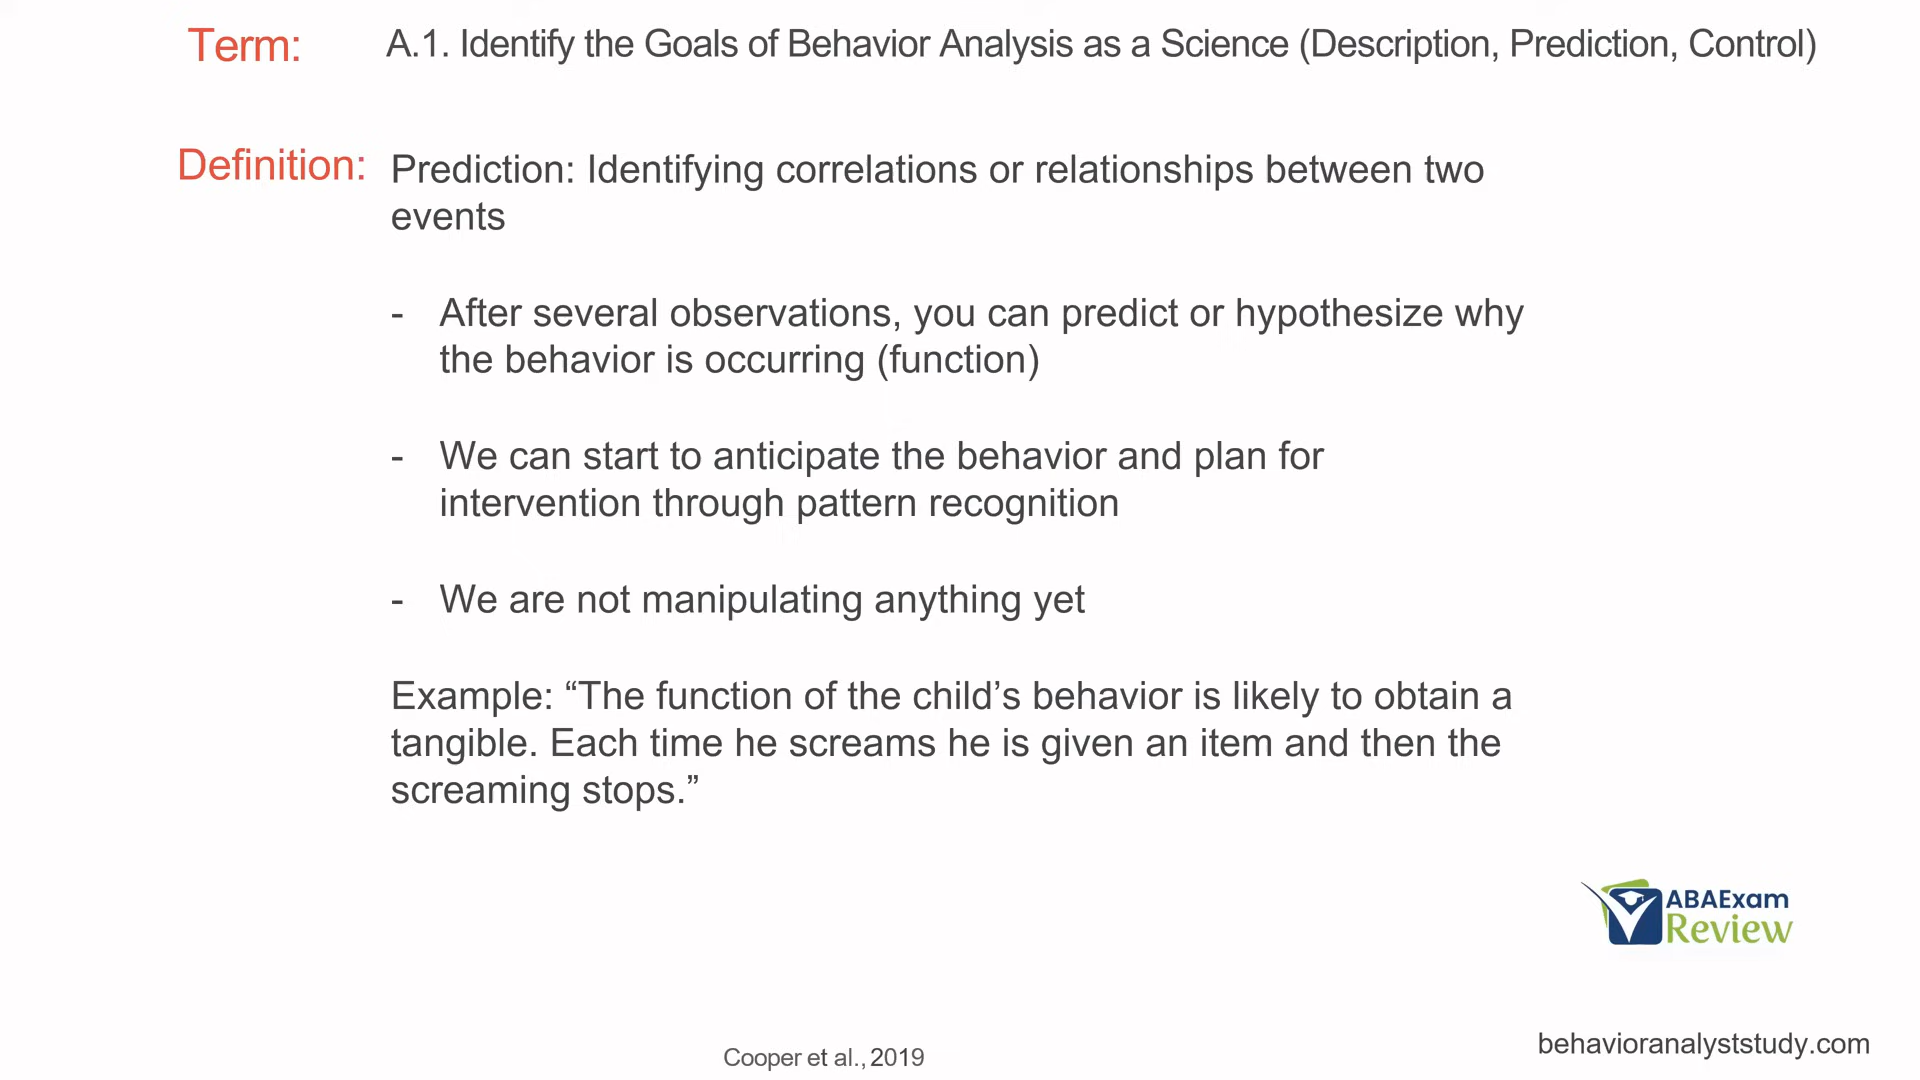 Term: A.1. Identify the Goals of Behavior Analysis as a Science (Description, Prediction, Control)
Definition: Prediction: Identifying correlations or relationships between two
events
- After several observations, you can predict or hypothesize why
the behavior is occurring (function)
- We can start to anticipate the behavior and plan for
intervention through pattern recognition
- We are not manipulating anything yet
Example: “The function of the child’s behavior is likely to obtain a
tangible. Each time he screams he is given an item and then the
screaming stops.”
ABAExam
Review
behavioranalyststudy.com
Cooper et al., 2019